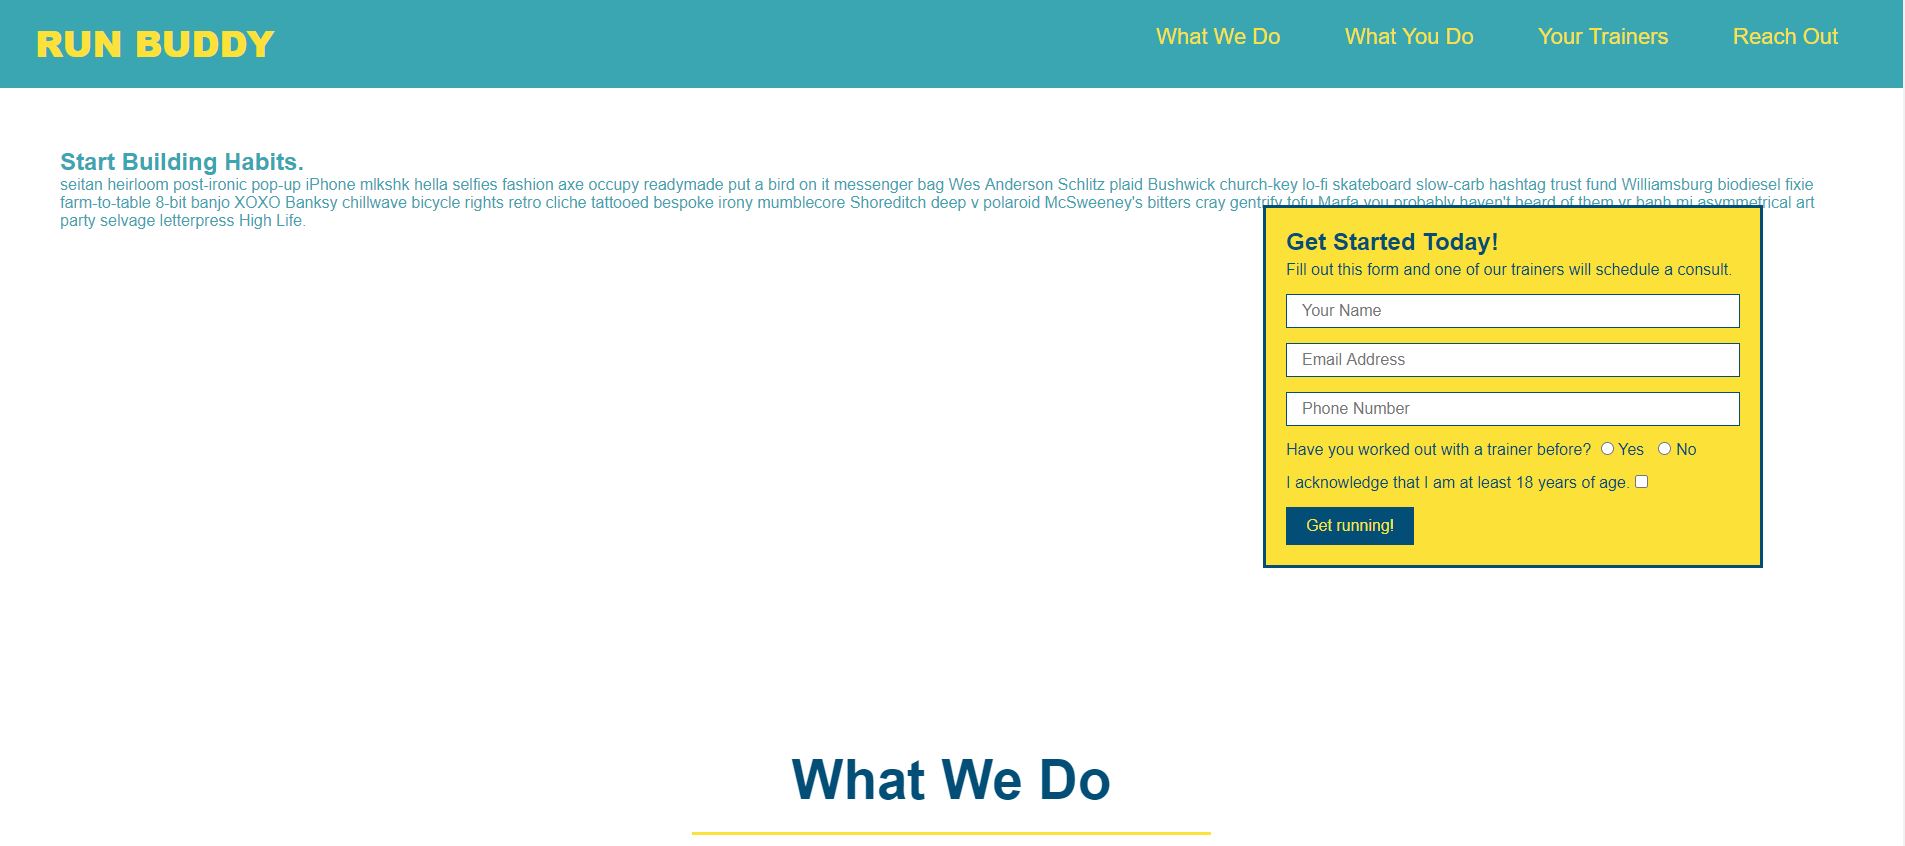 RUN BUDDY
What We Do What You Do Your Trainers Reach Out
Start Building Habits.
seitan heirloom post-ironic pop-up iPhone mlkshk hella selfies fashion axe occupy readymade put a bird on it messenger bag Wes Anderson Schlitz plaid Bushwick church-key lo-fi skateboard slow-carb hashtag trust fund Williamsburg biodiesel fixie
farm-to-table 8-bit banjo XOXO Banksy chillwave bicycle rights retro cliche tattooed bespoke irony mumblecore Shoreditch deep v polaroid McSweeney's bitters cray gentrify tofu Marfa you probably haven't heard of them yr banh mi asymmetrical art
party selvage letterpress High Life.
Get Started Today!
Fill out this form and one of our trainers will schedule a consult.
Your Name
Email Address
Phone Number
Have you worked out with a trainer before? Yes No
I acknowledge that I am at least 18 years of age.
Get running!
What We Do